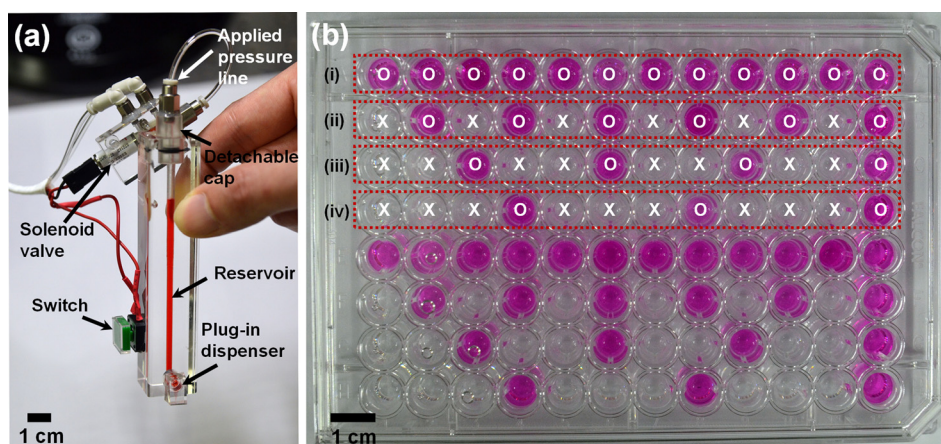 (a)
Applied
pressure
line
Detachable
cap
Solenoid
valve
Reservoir
Switch
Plug-in
dispenser
1 cm
(b)
(i) O O O O O O O O O O O O
(ii) X O X O X O X O X O X O
(iii) X X O X X O X X O X X O
(iv) X X X O X X X O X X X O
1 cm